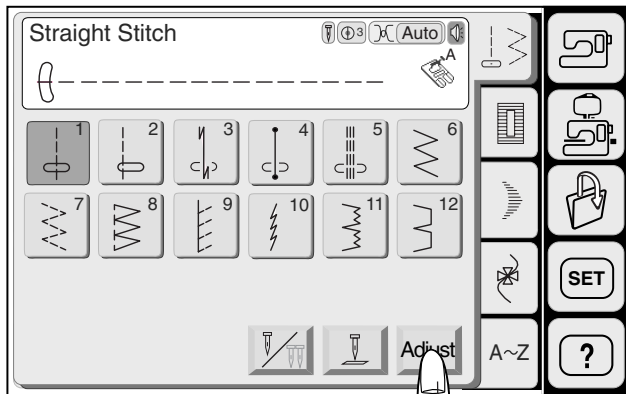 Straight Stitch
3 Auto
A
1 2 3 4 5 6
7 8 9 10 11 12
SET
Adjust A~Z ?